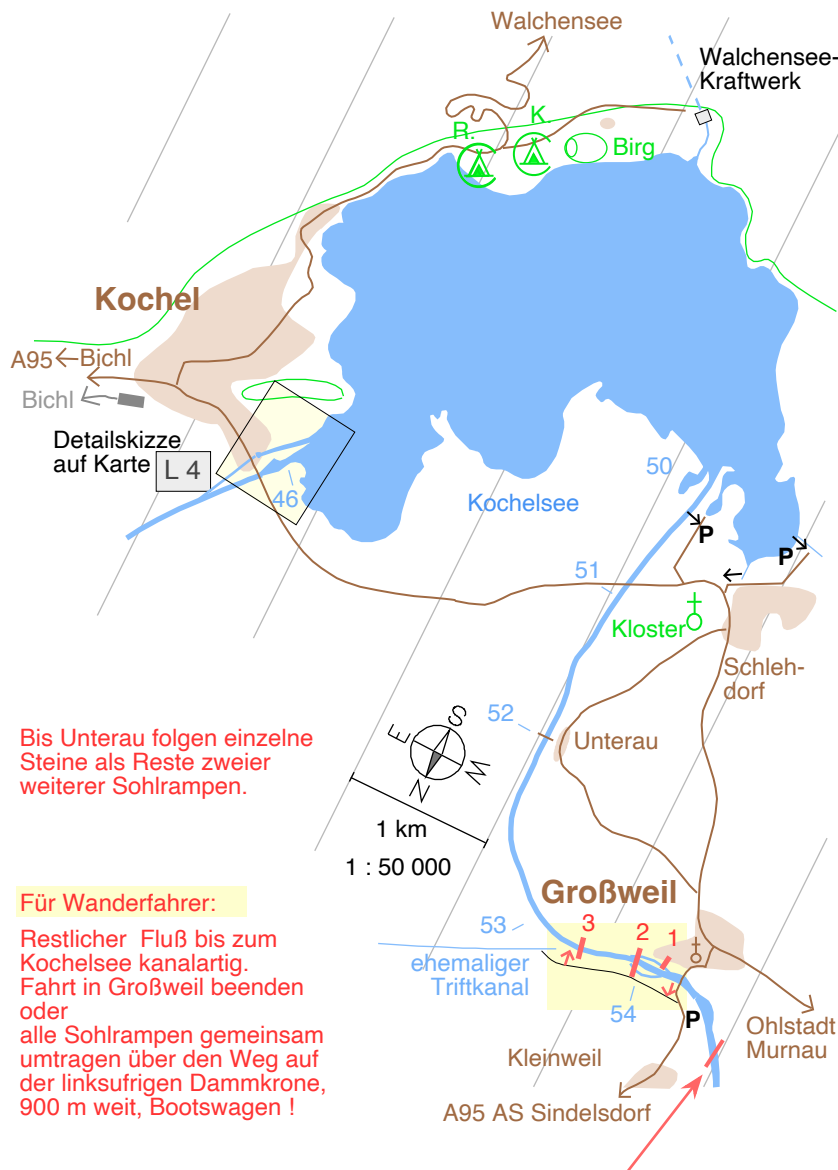 Walchensee
Walchensee-
Kraftwerk
K.
R.
Birg
Kochel
A95
Bichl
Bichl
Detailskizze
auf Karte
L 4
46
50
Kochelsee
P
P
51
Kloster
Schleh-
dorf
52
Unterau
S
E
W
N
Bis Unterau folgen einzelne
Steine als Reste zweier
weiterer Sohlrampen.
1 km
1 : 50 000
Großweil
Für Wanderfahrer:
53
3
2
1
Restlicher Fluß bis zum
Kochelsee kanalartig.
Fahrt in Großweil beenden
oder
alle Sohlrampen gemeinsam
umtragen über den Weg auf
der linksufrigen Dammkrone,
900 m weit, Bootswagen !
ehemaliger
Triftkanal
54
P
Ohlstadt
Murnau
Kleinweil
A95 AS Sindelsdorf